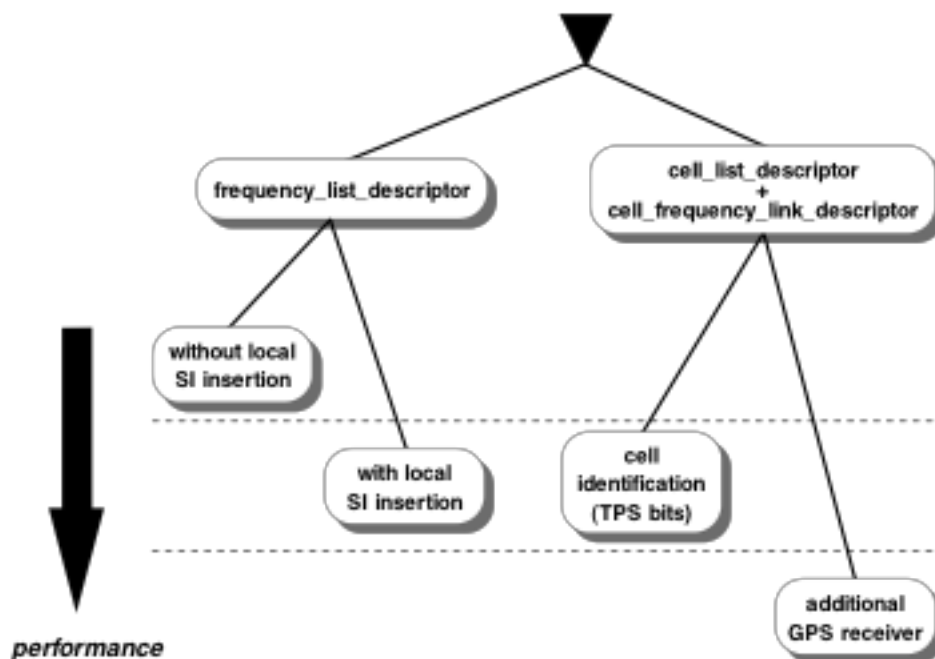 frequency_list_descriptor
cell_list_descriptor
+
cell_frequency_link_descriptor
without local
SI insertion
with local
SI insertion
cell
identification
(TPS bits)
additional
GPS receiver
performance